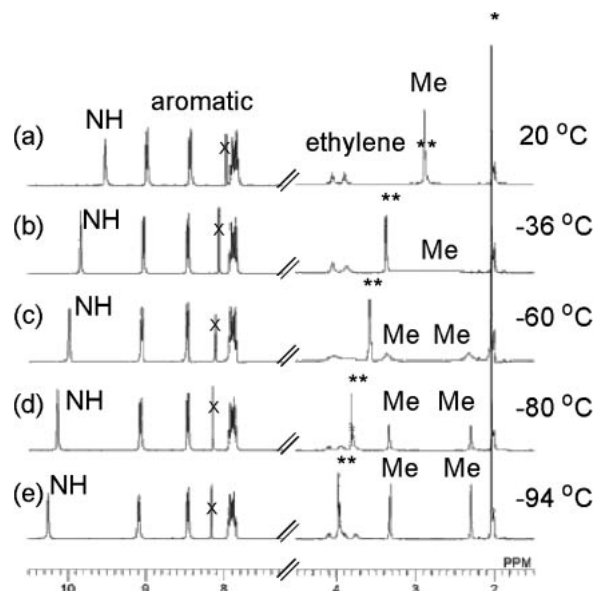 *
Me
aromatic
NH
(a)
x
ethylene
**
20 °C
**
(b)
x
Me
-36 °C
**
NH
(c)
x
Me
Me
-60 °C
**
(d)
NH
x
Me
Me
-80 °C
**
(e)
NH
x
Me
Me
-94 °C
PPM
10 9 8 4 3 2